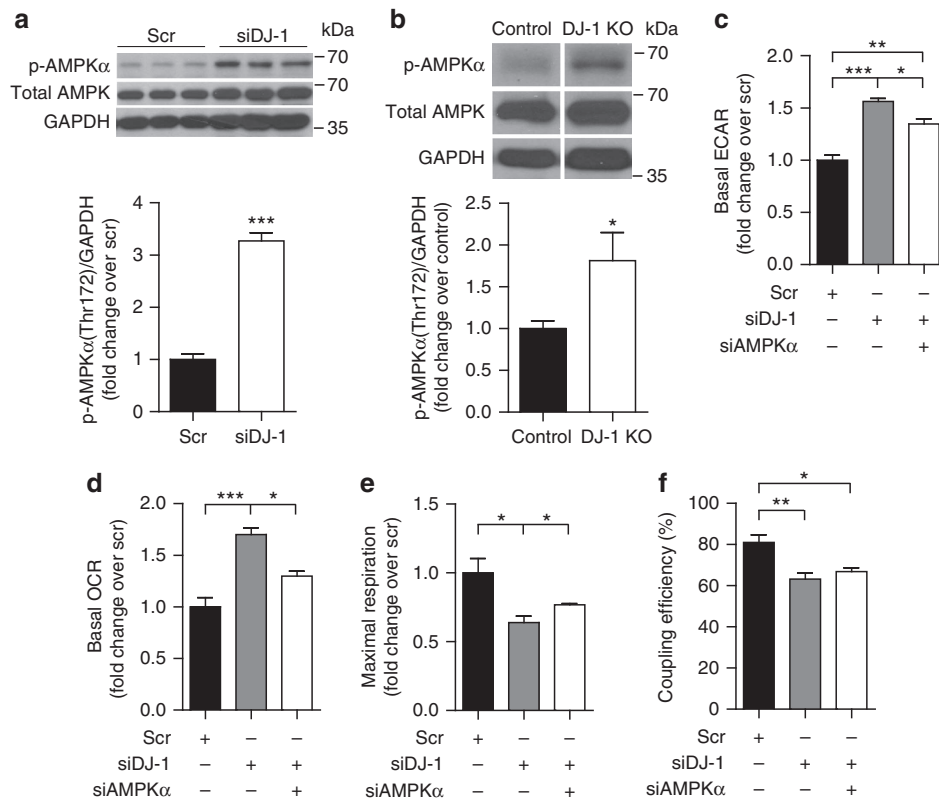 a
Scr siDJ-1 kDa
p-AMPKα 70
Total AMPK 70
GAPDH 35
p-AMPKα(Thr172)/GAPDH
(fold change over scr)
4
3
2
1
0
***
Scr siDJ-1
b
Control DJ-1 KO kDa
p-AMPKα 70
Total AMPK 70
GAPDH 35
p-AMPKα(Thr172)/GAPDH
(fold change over control)
2.5
2.0
1.5
1.0
0.5
0.0
*
Control DJ-1 KO
c
Basal ECAR
(fold change over scr)
2.0
1.5
1.0
0.5
0.0
**
*** *
Scr + – –
siDJ-1 – + +
siAMPKα – – +
d
Basal OCR
(fold change over scr)
2.0
1.5
1.0
0.5
0.0
*** *
Scr + – –
siDJ-1 – + +
siAMPKα – – +
e
Maximal respiration
(fold change over scr)
1.5
1.0
0.5
0.0
* *
Scr + – –
siDJ-1 – + +
siAMPKα – – +
f
Coupling efficiency (%)
100
80
60
40
20
0
*
**
Scr + – –
siDJ-1 – + +
siAMPKα – – +